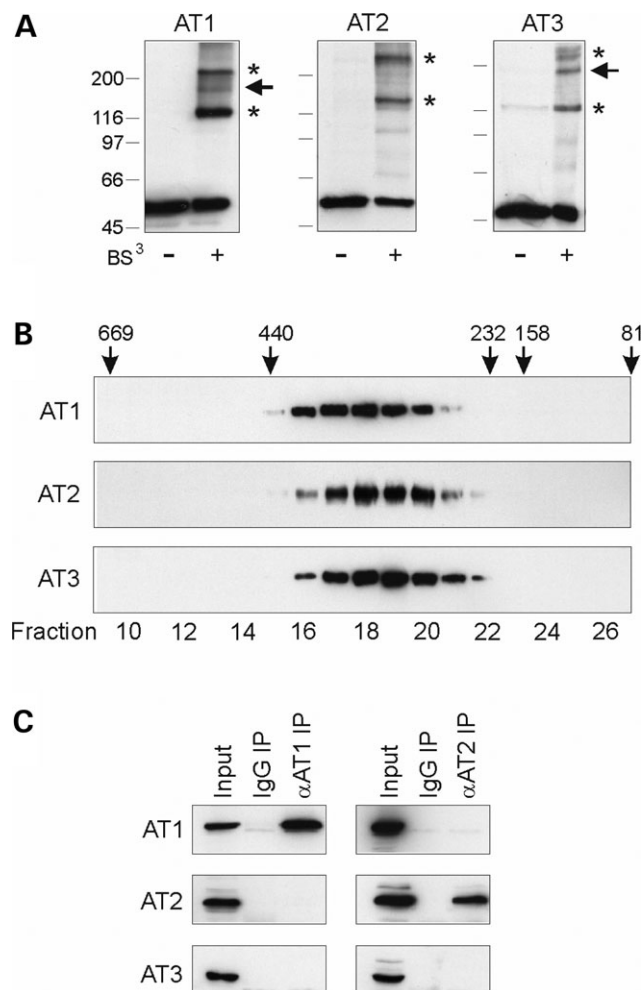 A
AT1 AT2 AT3
200
116
97
66
45
* * *
* * *
BS3 - + - + - +
B
669 440 232 158 81
AT1
AT2
AT3
Fraction 10 12 14 16 18 20 22 24 26
C
Input IgG IP αAT1 IP Input IgG IP αAT2 IP
AT1
AT2
AT3